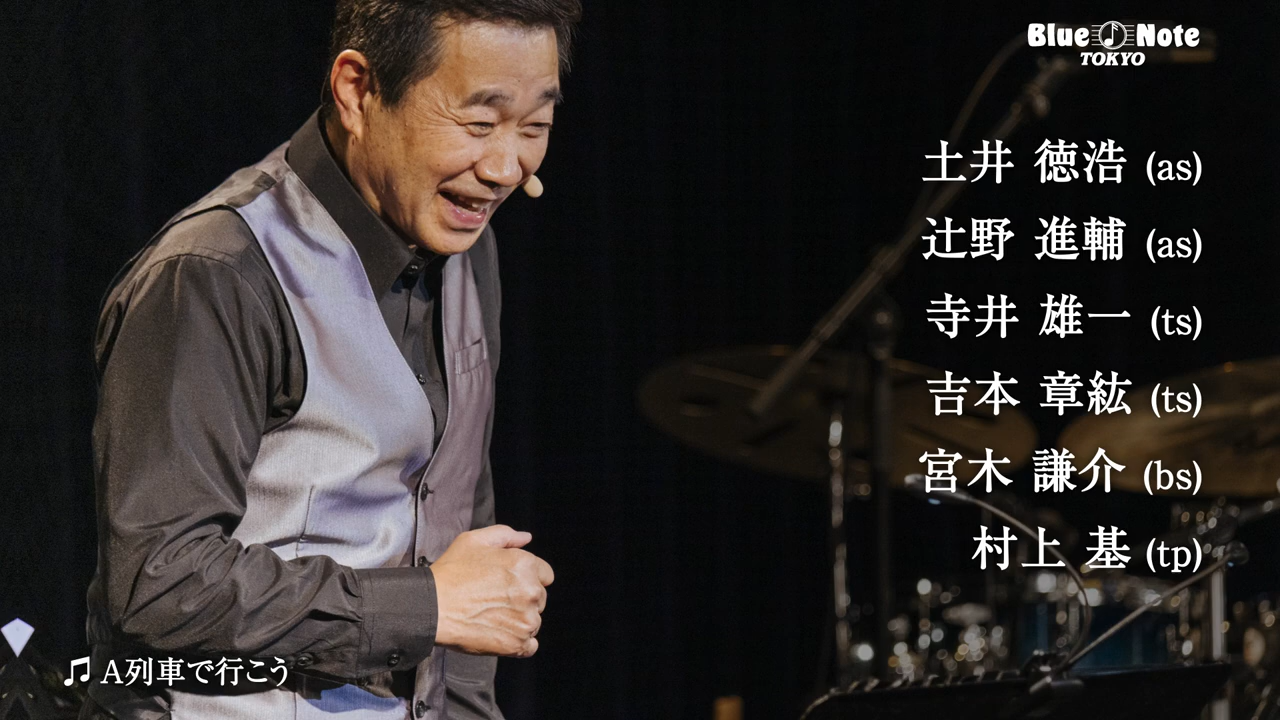 Blue Note
TOKYO
土井 徳浩 (as)
辻野 進輔 (as)
寺井 雄一 (ts)
吉本 章紘 (ts)
宮木 謙介 (bs)
村上 基 (tp)
♫ A列車で行こう